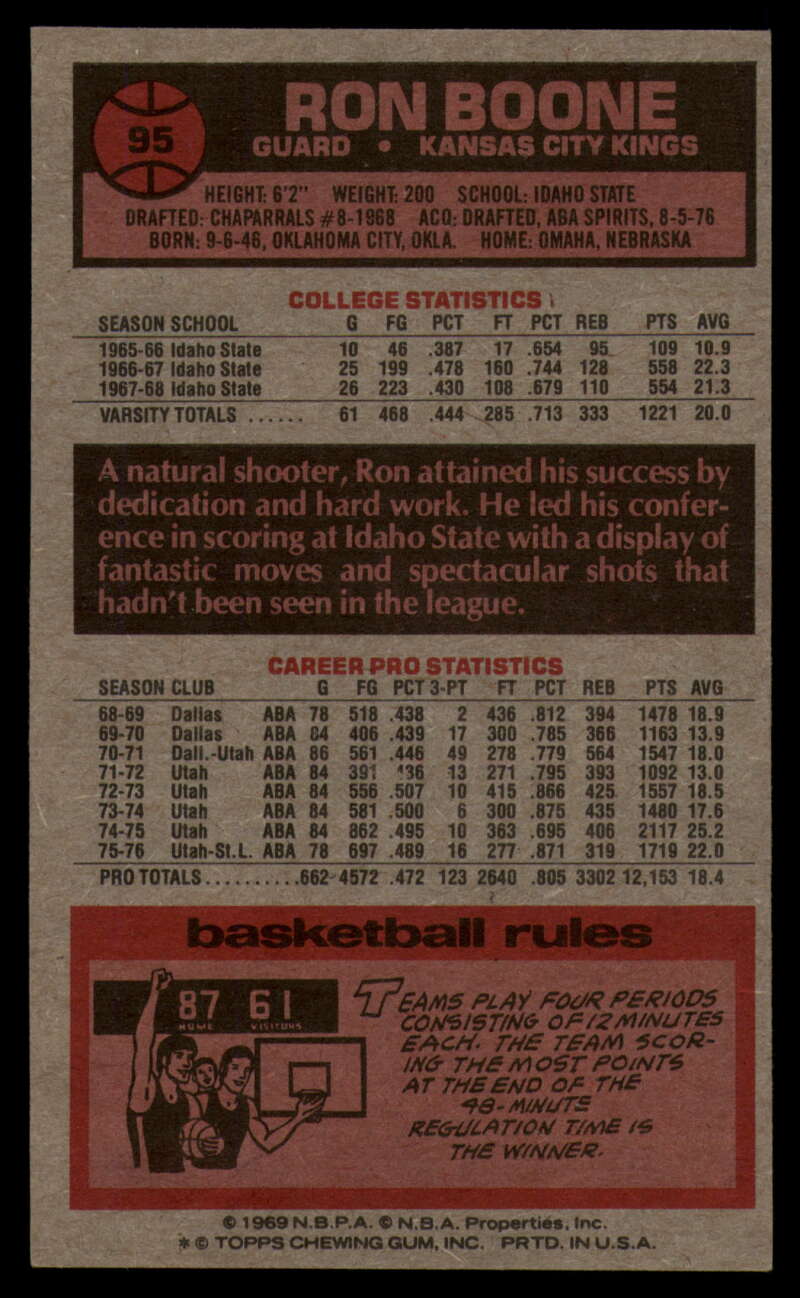 95
RON BOONE
GUARD • KANSAS CITY KINGS
HEIGHT: 6'2" WEIGHT: 200 SCHOOL: IDAHO STATE
DRAFTED: CHAPARRALS #8-1968 ACQ: DRAFTED, ABA SPIRITS, 8-5-76
BORN: 9-6-46, OKLAHOMA CITY, OKLA. HOME: OMAHA, NEBRASKA
COLLEGE STATISTICS
SEASON SCHOOL G FG PCT FT PCT REB PTS AVG
1965-66 Idaho State 10 46 .387 17 .654 95 109 10.9
1966-67 Idaho State 25 199 .478 160 .744 128 558 22.3
1967-68 Idaho State 26 223 .430 108 .679 110 554 21.3
VARSITY TOTALS ...... 61 468 .444 285 .713 333 1221 20.0
A natural shooter, Ron attained his success by
dedication and hard work. He led his confer-
ence in scoring at Idaho State with a display of
fantastic moves and spectacular shots that
hadn't been seen in the league.
CAREER PRO STATISTICS
SEASON CLUB G FG PCT 3-PT FT PCT REB PTS AVG
68-69 Dallas ABA 78 518 .438 2 436 .812 394 1478 18.9
69-70 Dallas ABA 84 406 .439 17 300 .785 366 1163 13.9
70-71 Dall.-Utah ABA 86 561 .446 49 278 .779 564 1547 18.0
71-72 Utah ABA 84 391 36 13 271 .795 393 1092 13.0
72-73 Utah ABA 84 556 .507 10 415 .866 425 1557 18.5
73-74 Utah ABA 84 581 .500 6 300 .875 435 1480 17.6
74-75 Utah ABA 84 862 .495 10 363 .695 406 2117 25.2
75-76 Utah-St.L. ABA 78 697 .489 16 277 .871 319 1719 22.0
PRO TOTALS..........662 4572 .472 123 2640 .805 3302 12,153 18.4
basketball rules
87 61
HOME VISITORS
TEAMS PLAY FOUR PERIODS
CONSISTING OF 12 MINUTES
EACH. THE TEAM SCOR-
ING THE MOST POINTS
AT THE END OF THE
48-MINUTE
REGULATION TIME IS
THE WINNER.
© 1969 N.B.P.A. © N.B.A. Properties, Inc.
* © TOPPS CHEWING GUM, INC. PRTD. IN U.S.A.